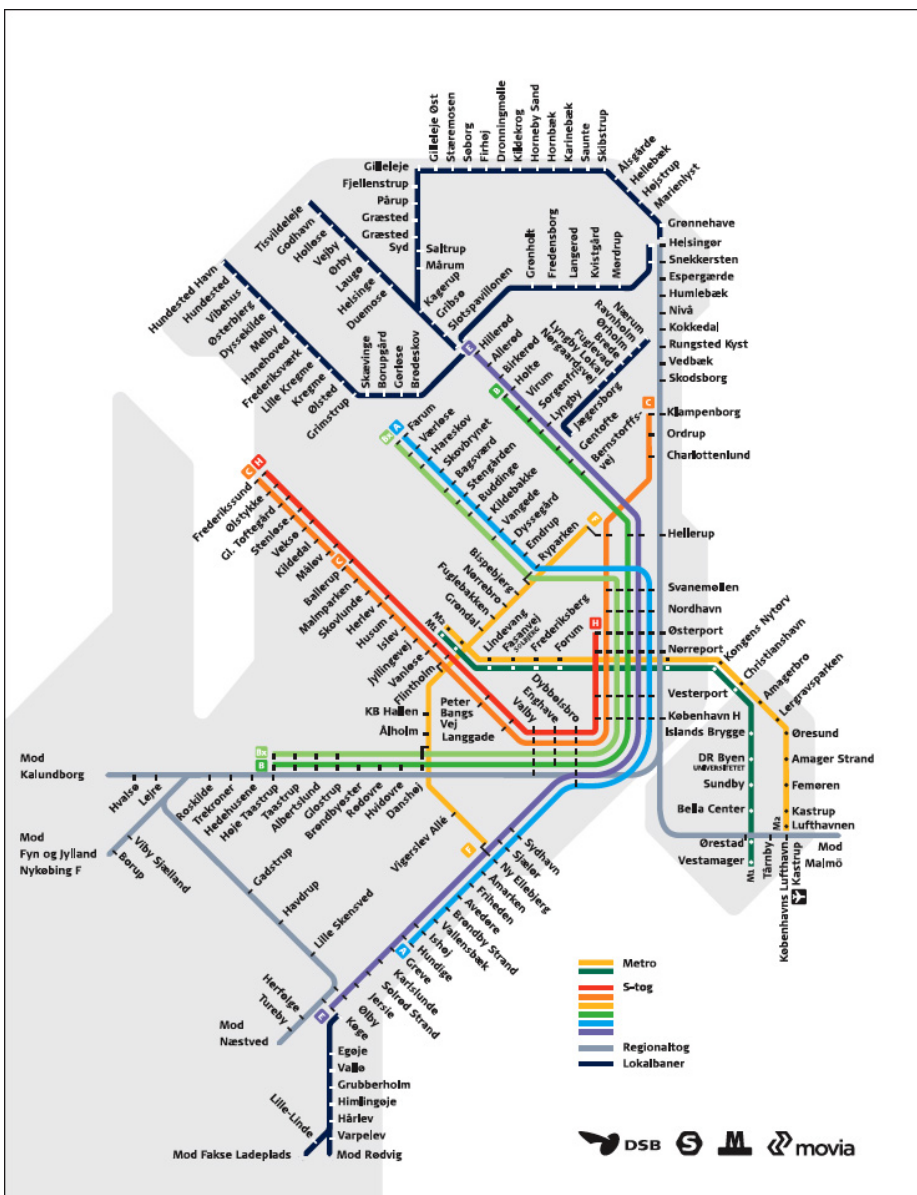 Gilleleje Øst
Stæremosen
Søborg
Firhøj
Dronningmølle
Kildekrog
Horneby Sand
Hornbæk
Karinebæk
Saunte
Skibstrup
Ålsgårde
Hellebæk
Højstrup
Marienlyst
Gilleleje
Fjellenstrup
Pårup
Græsted
Græsted
Syd
Saltrup
Mårum
Kagerup
Gribsø
Slotspavillonen
Tisvildeleje
Godhavn
Holløse
Vejby
Ørby
Laugø
Helsinge
Duemose
Grønholt
Fredensborg
Langerød
Kvistgård
Mørdrup
Grønnehave
Helsingør
Snekkersten
Espergærde
Humlebæk
Nivå
Kokkedal
Rungsted Kyst
Vedbæk
Skodsborg
Klampenborg
Ordrup
Charlottenlund
Hellerup
Svanemøllen
Nordhavn
Østerport
Nørreport
Vesterport
København H
Hundested Havn
Hundested
Vibehus
Østerbjerg
Dyssekilde
Melby
Hanehoved
Frederiksværk
Lille Kregme
Kregme
Ølsted
Grimstrup
Skævinge
Borupgård
Gørløse
Brødeskov
E
Hillerød
Allerød
Birkerød
B
Holte
Virum
Sorgenfri
Lyngby
Nærum
Ravnholm
Ørholm
Brede
Fuglevad
Lyngby Lokal
Nørgaardsvej
Jægersborg
Gentofte
Bernstorffs-
vej
C
Bx
A
Farum
Værløse
Hareskov
Skovbrynet
Bagsværd
Stengården
Buddinge
Kildebakke
Vangede
Dyssegård
Emdrup
F
Ryparken
Bispebjerg
Nørrebro
Fuglebakken
Grøndal
C
H
Frederikssund
Ølstykke
Gl. Toftegård
Stenløse
Veksø
Kildedal
Måløv
C
Ballerup
Malmparken
Skovlunde
Herlev
Husum
Islev
Jyllingevej
Vanløse
Flintholm
Peter
Bangs
Vej
Langgade
KB Hallen
Ålholm
M2
M1
Lindevang
Fasanvej
SOLBJERG
Frederiksberg
Forum
H
Valby
Enghave
Dybbølsbro
Kongens Nytorv
Christianshavn
Amagerbro
Lergravsparken
Øresund
Amager Strand
Femøren
Kastrup
Lufthavnen
M2
Islands Brygge
DR Byen
UNIVERSITETET
Sundby
Bella Center
Ørestad
Vestamager
M1
Tårnby
Københavns Lufthavn
Kastrup
Mod
Malmö
Mod
Kalundborg
Hvalsø
Lejre
Roskilde
Trekroner
Hedehusene
Bx
B
Høje Taastrup
Taastrup
Albertslund
Glostrup
Brøndbyøster
Rødovre
Hvidovre
Danshøj
Vigerslev Allé
F
Ny Ellebjerg
Mod
Fyn og Jylland
Nykøbing F
Viby Sjælland
Borup
Gadstrup
Havdrup
Lille Skensved
Herfølge
Tureby
Mod
Næstved
Sydhavn
Sjælør
Åmarken
Friheden
Avedøre
Brøndby Strand
Vallensbæk
Ishøj
Hundige
A
Greve
Karlslunde
Solrød Strand
Jersie
Ølby
Køge
E
Egøje
Vallø
Grubberholm
Himlingøje
Hårlev
Varpelev
Lille-Linde
Mod Fakse Ladeplads
Mod Rødvig
Metro
S-tog
Regionaltog
Lokalbaner
DSB
S
M
movia